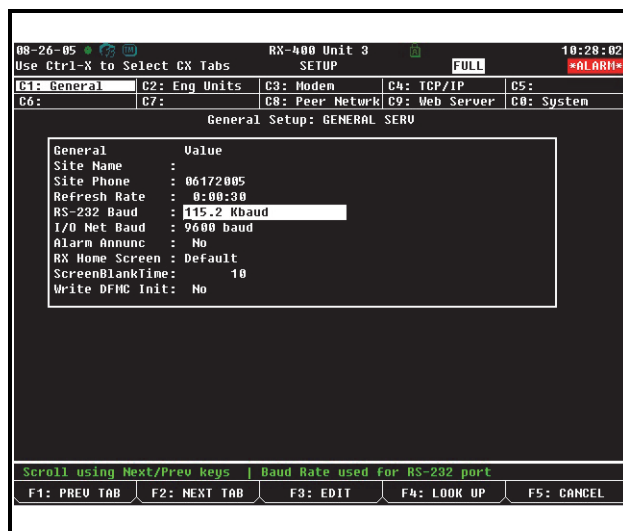 08-26-05 RX-400 Unit 3 10:28:02
Use Ctrl-X to Select CX Tabs SETUP FULL *ALARM*
C1: General C2: Eng Units C3: Modem C4: TCP/IP C5:
C6: C7: C8: Peer Netwrk C9: Web Server C0: System
General Setup: GENERAL SERV
General Value
Site Name :
Site Phone : 06172005
Refresh Rate : 0:00:30
RS-232 Baud : 115.2 Kbaud
I/O Net Baud : 9600 baud
Alarm Annunc : No
RX Home Screen : Default
ScreenBlankTime: 10
Write DFMC Init: No
Scroll using Next/Prev keys | Baud Rate used for RS-232 port
F1: PREV TAB F2: NEXT TAB F3: EDIT F4: LOOK UP F5: CANCEL